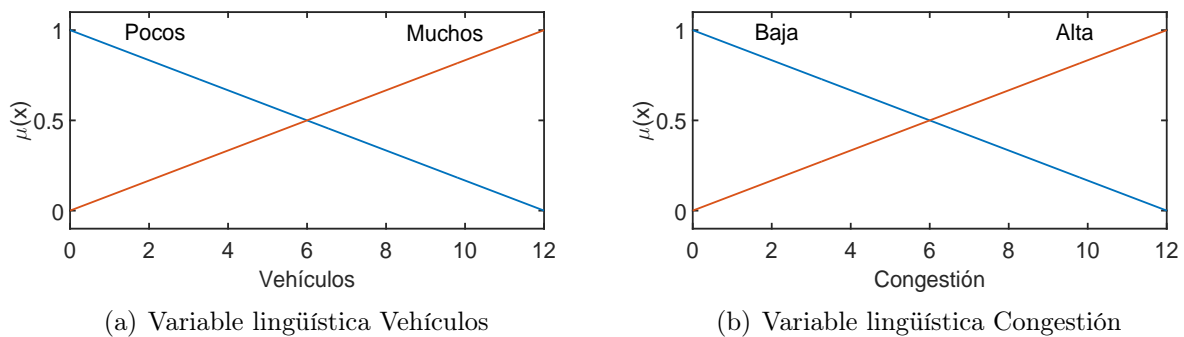 Pocos
Muchos
1
0.5
0
μ(x)
0 2 4 6 8 10 12
Vehículos
(a) Variable lingüística Vehículos
Baja
Alta
1
0.5
0
μ(x)
0 2 4 6 8 10 12
Congestión
(b) Variable lingüística Congestión